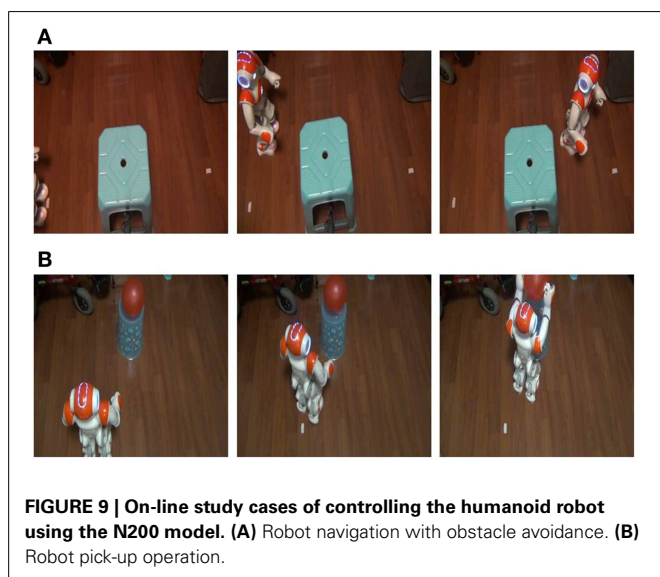 A
B
FIGURE 9 | On-line study cases of controlling the humanoid robot
using the N200 model. (A) Robot navigation with obstacle avoidance. (B)
Robot pick-up operation.